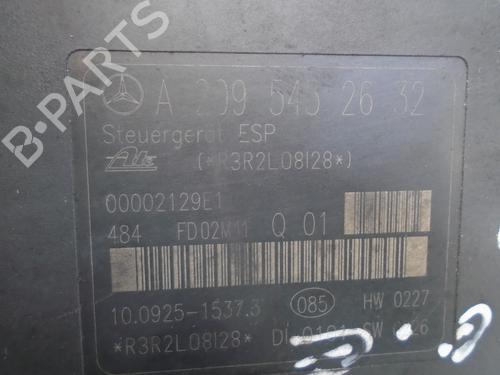 B-PARTS
A 209 545 26 32
Steuergerät ESP
Ate (*R3R2L08I28*)
00002129E1
484 FD02M11 Q 01
10.0925-1537.3 085 HW 0227
*R3R2L08I28* DI